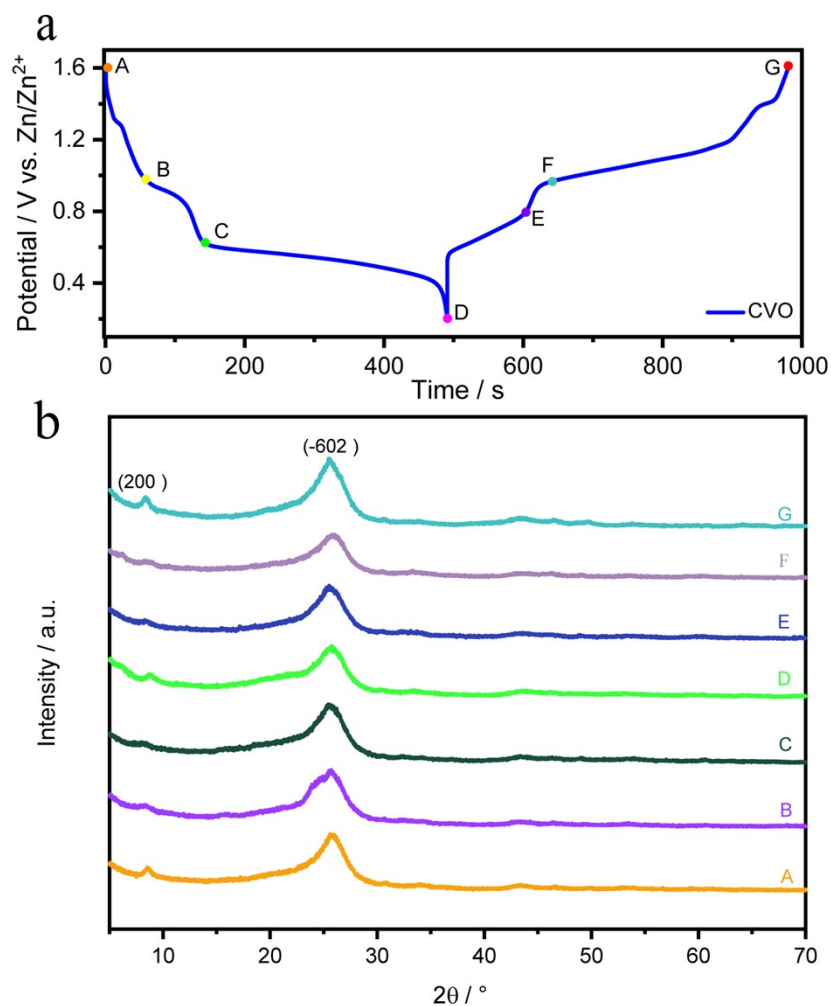 a
Potential / V vs. Zn/Zn²⁺
1.6
1.2
0.8
0.4
A
B
C
D
E
F
G
CVO
0 200 400 600 800 1000
Time / s
b
Intensity / a.u.
(200 )
(-602 )
G
F
E
D
C
B
A
10 20 30 40 50 60 70
2θ / °